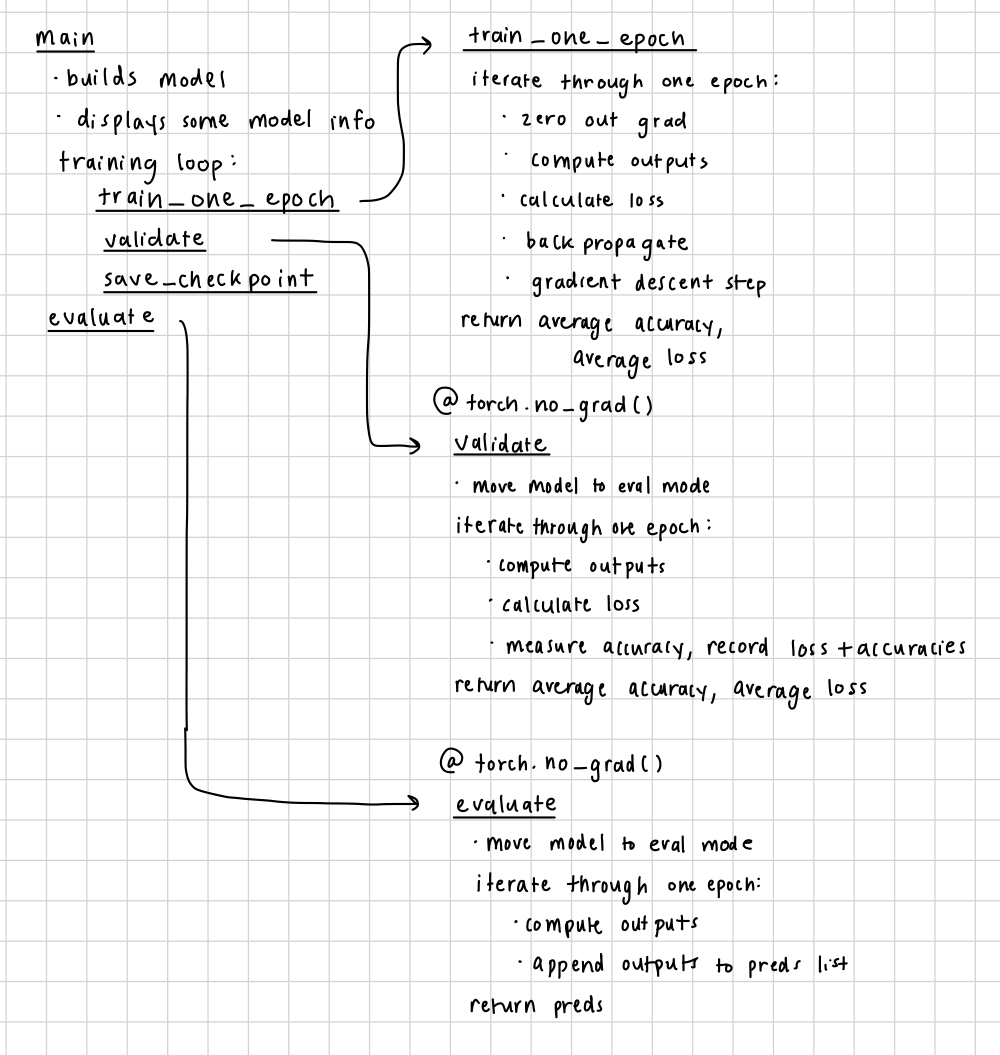 main
· builds model
· displays some model info
training loop:
train_one_epoch
validate
save_checkpoint
evaluate
train_one_epoch
iterate through one epoch:
· zero out grad
· compute outputs
· calculate loss
· back propagate
· gradient descent step
return average accuracy,
average loss
@ torch.no_grad()
validate
· move model to eval mode
iterate through one epoch:
· compute outputs
· calculate loss
· measure accuracy, record loss + accuracies
return average accuracy, average loss
@ torch.no_grad()
evaluate
· move model to eval mode
iterate through one epoch:
· compute outputs
· append outputs to preds list
return preds